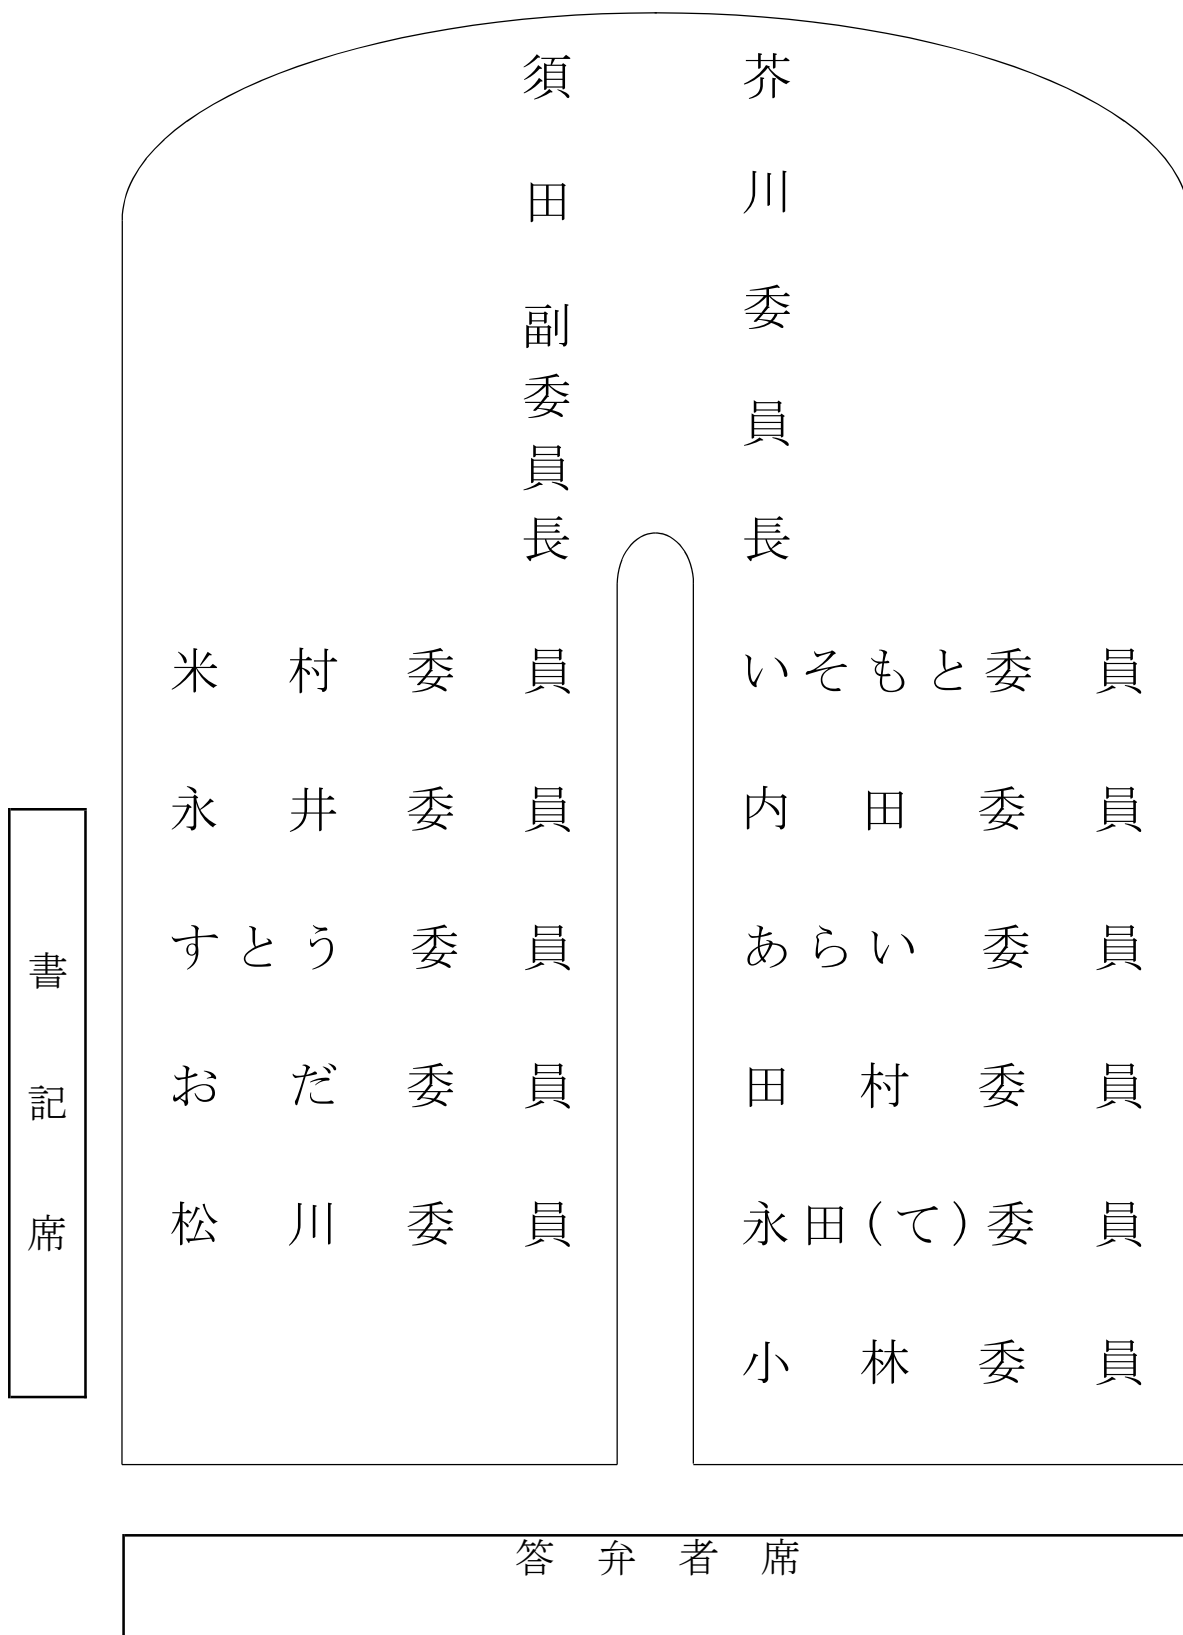 芥川委員長
須田副委員長
米村委員
いそもと委員
永井委員
内田委員
すとう委員
あらい委員
おだ委員
田村委員
松川委員
永田(て)委員
小林委員
書記席
答弁者席